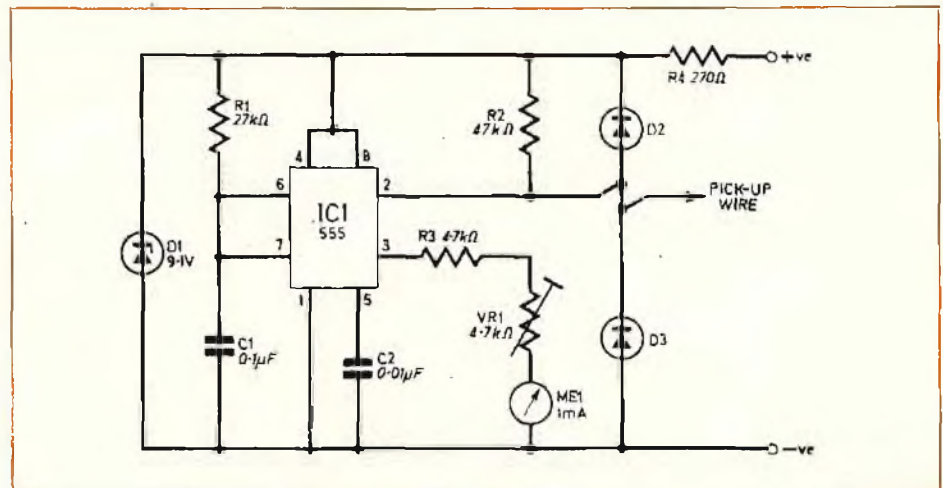 R1
27kΩ
4
8
6
2
IC1
555
7
3
1
5
D1
9·1V
C1
0·1µF
C2
0·01µF
R2
47kΩ
R3 4·7kΩ
VR1
4·7kΩ
ME1
1mA
R4 270Ω
+ve
D2
PICK-UP
WIRE
D3
−ve